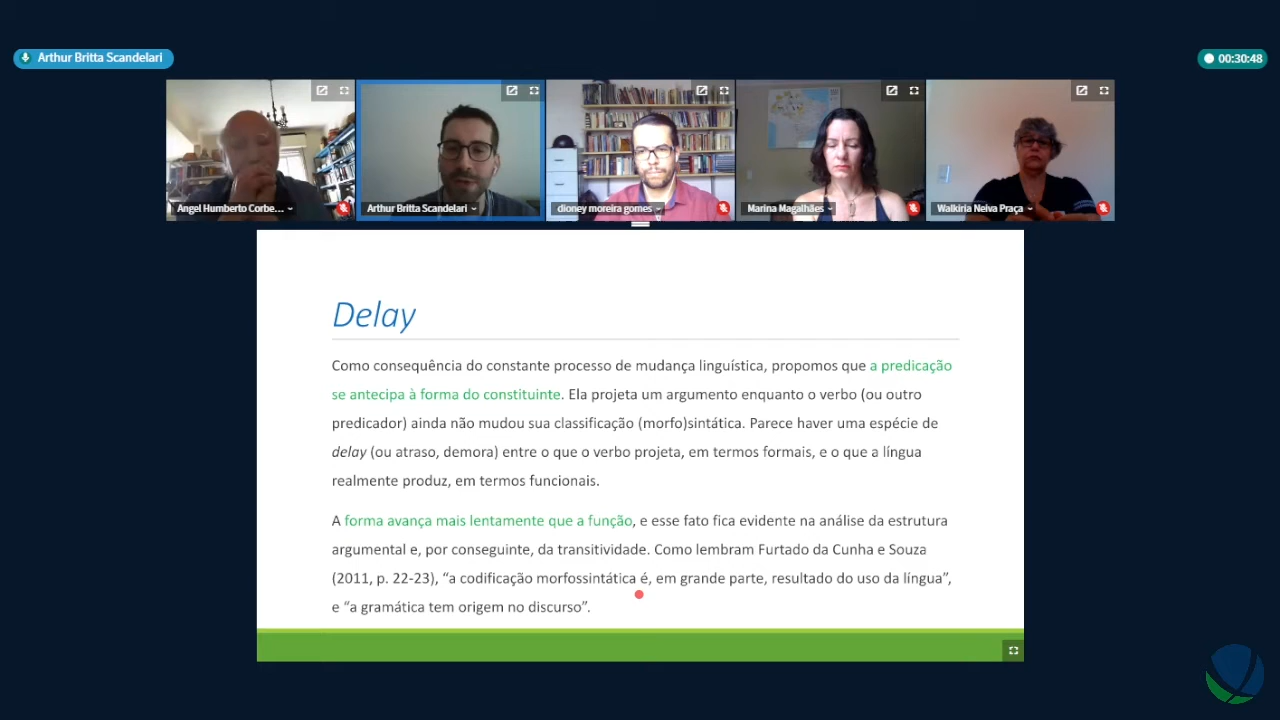 Arthur Britta Scandelari
00:30:48
Angel Humberto Corbe...
Arthur Britta Scandelari
dioney moreira gomes
Marina Magalhães
Walkiria Neiva Praça
Delay
Como consequência do constante processo de mudança linguística, propomos que a predicação
se antecipa à forma do constituinte. Ela projeta um argumento enquanto o verbo (ou outro
predicador) ainda não mudou sua classificação (morfo)sintática. Parece haver uma espécie de
delay (ou atraso, demora) entre o que o verbo projeta, em termos formais, e o que a língua
realmente produz, em termos funcionais.
A forma avança mais lentamente que a função, e esse fato fica evidente na análise da estrutura
argumental e, por conseguinte, da transitividade. Como lembram Furtado da Cunha e Souza
(2011, p. 22-23), “a codificação morfossintática é, em grande parte, resultado do uso da língua”,
e “a gramática tem origem no discurso”.